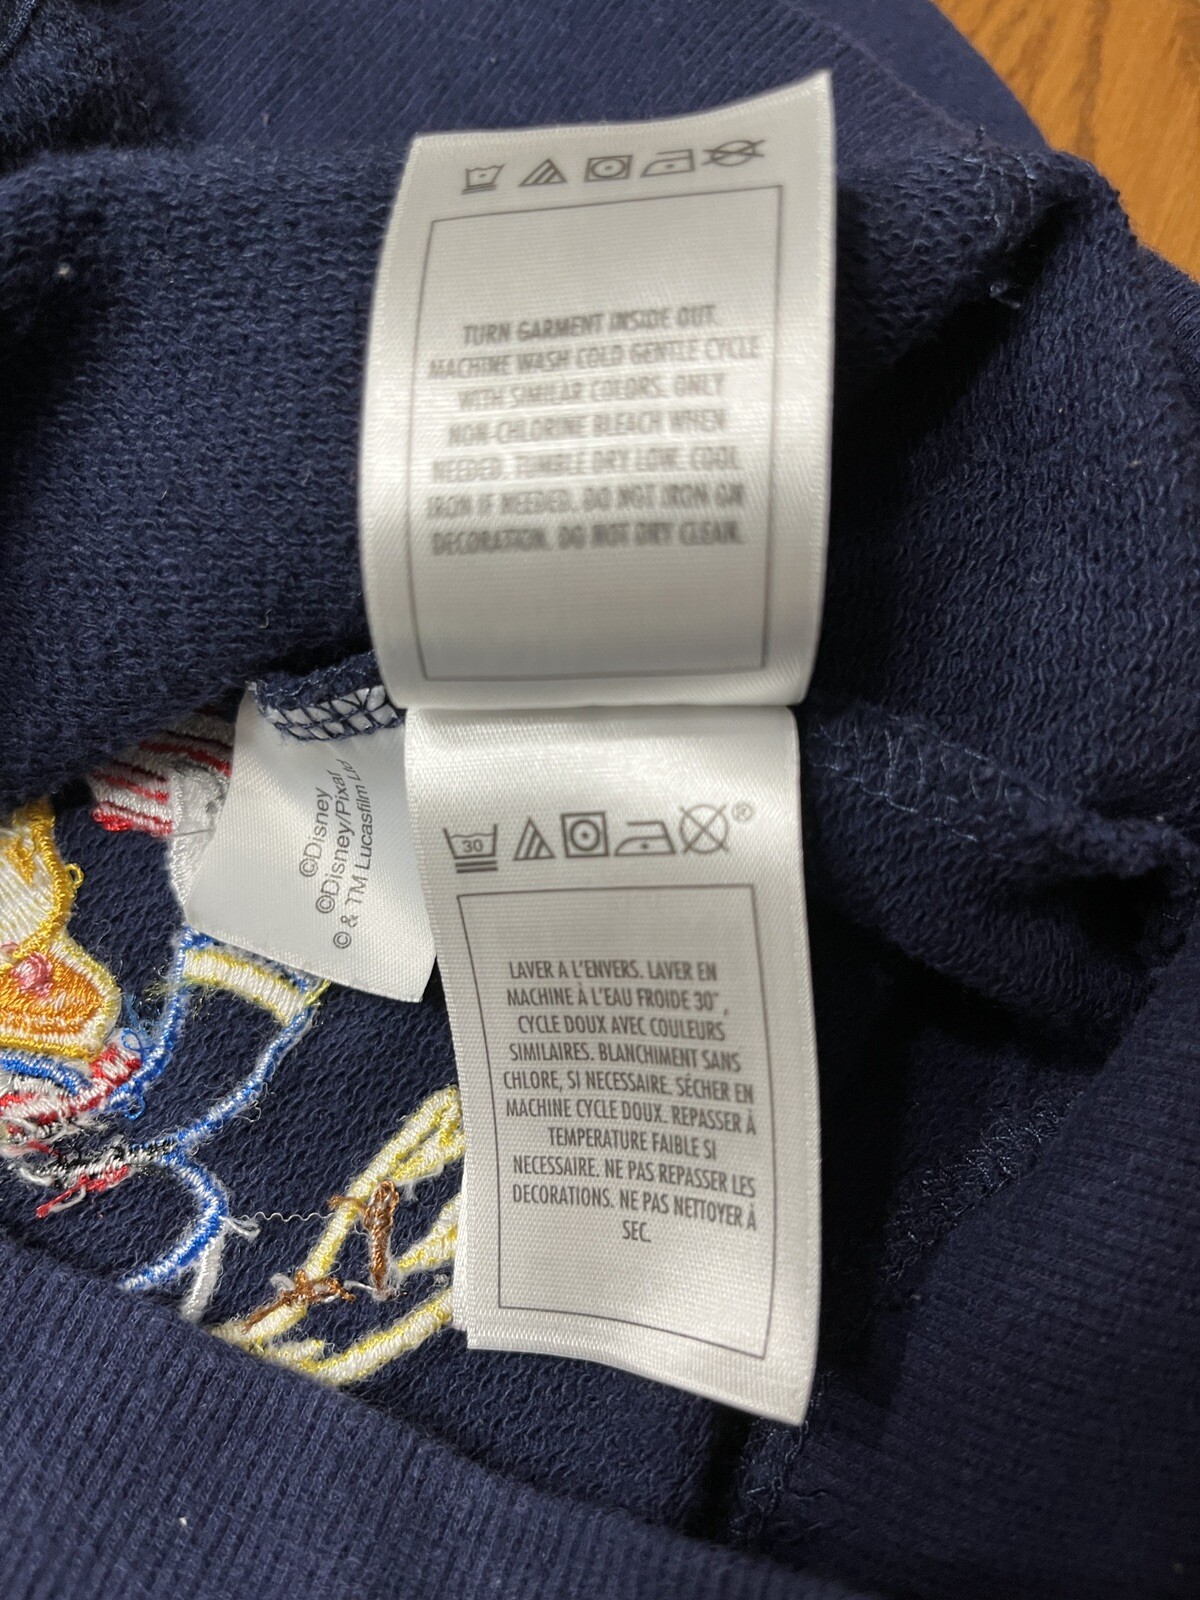 TURN GARMENT INSIDE OUT.
MACHINE WASH COLD GENTLE CYCLE
WITH SIMILAR COLORS. ONLY
NON-CHLORINE BLEACH WHEN
NEEDED. TUMBLE DRY LOW. COOL
IRON IF NEEDED. DO NOT IRON ON
DECORATION. DO NOT DRY CLEAN.
©Disney
©Disney/Pixar
© & TM Lucasfilm Ltd
30
®
LAVER A L'ENVERS. LAVER EN
MACHINE À L'EAU FROIDE 30°,
CYCLE DOUX AVEC COULEURS
SIMILAIRES. BLANCHIMENT SANS
CHLORE, SI NECESSAIRE. SÉCHER EN
MACHINE CYCLE DOUX. REPASSER À
TEMPERATURE FAIBLE SI
NECESSAIRE. NE PAS REPASSER LES
DECORATIONS. NE PAS NETTOYER À
SEC.